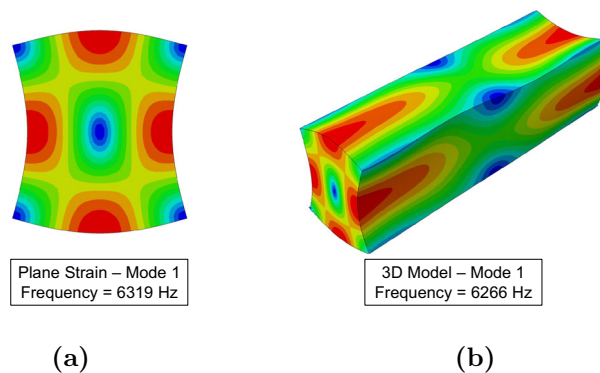 Plane Strain – Mode 1
Frequency = 6319 Hz
3D Model – Mode 1
Frequency = 6266 Hz
(a)
(b)